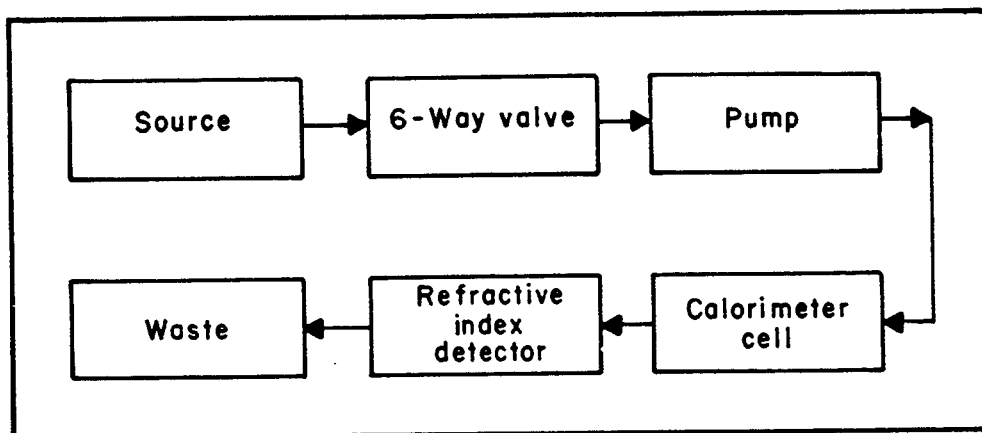 Source
6-Way valve
Pump
Calorimeter
cell
Refractive
index
detector
Waste